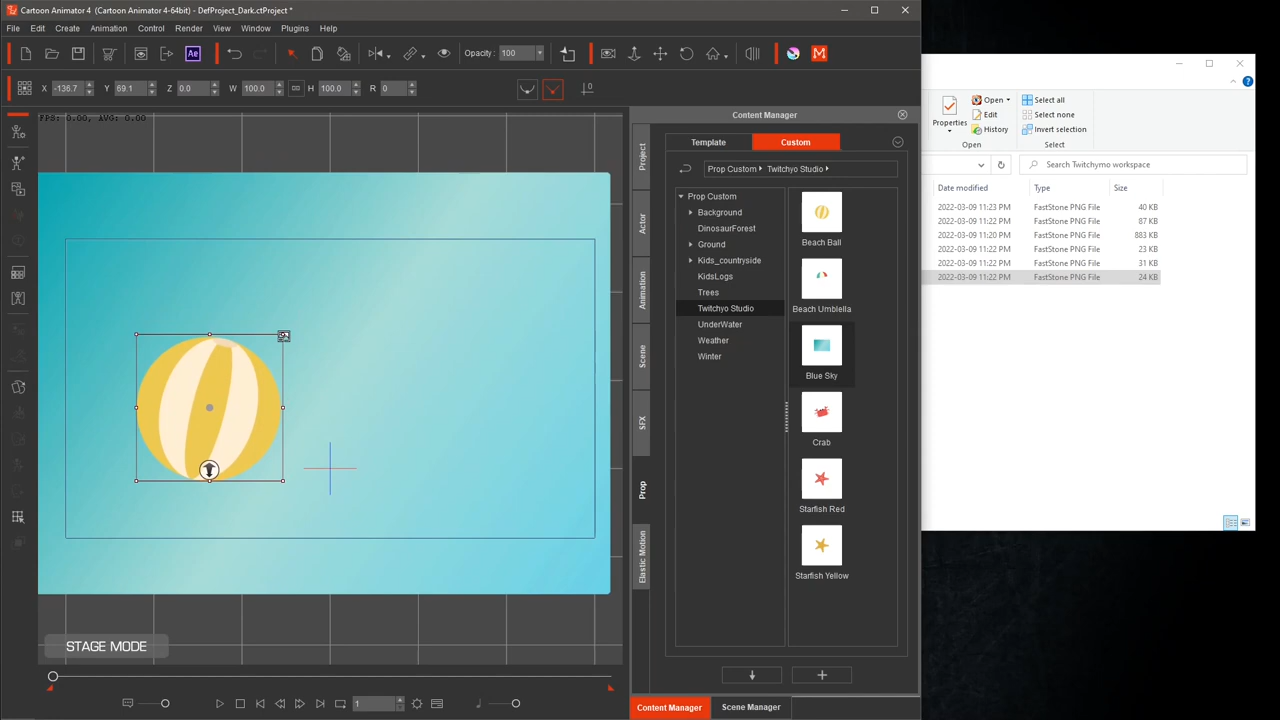 Cartoon Animator 4 (Cartoon Animator 4-64bit) - DefProject_Dark.ctProject *
File Edit Create Animation Control Render View Window Plugins Help
Ae Opacity : 100 M
X -136.7 Y 69.1 Z 0.0 W 100.0 H 100.0 R 0
FPS: 0.00, AVG: 0.00
Content Manager
Template Custom
Prop Custom Twitchyo Studio
Project
Actor
Animation
Scene
SFX
Prop
Elastic Motion
Prop Custom
Background
DinosaurForest
Ground
Kids_countryside
KidsLogs
Trees
Twitchyo Studio
UnderWater
Weather
Winter
Beach Ball
Beach Umblella
Blue Sky
Crab
Starfish Red
Starfish Yellow
STAGE MODE
1
Content Manager Scene Manager
Properties
Open
Edit
History
Open
Select all
Select none
Invert selection
Select
Search Twitchymo workspace
Date modified Type Size
2022-03-09 11:23 PM FastStone PNG File 40 KB
2022-03-09 11:22 PM FastStone PNG File 87 KB
2022-03-09 11:20 PM FastStone PNG File 883 KB
2022-03-09 11:22 PM FastStone PNG File 23 KB
2022-03-09 11:22 PM FastStone PNG File 31 KB
2022-03-09 11:22 PM FastStone PNG File 24 KB